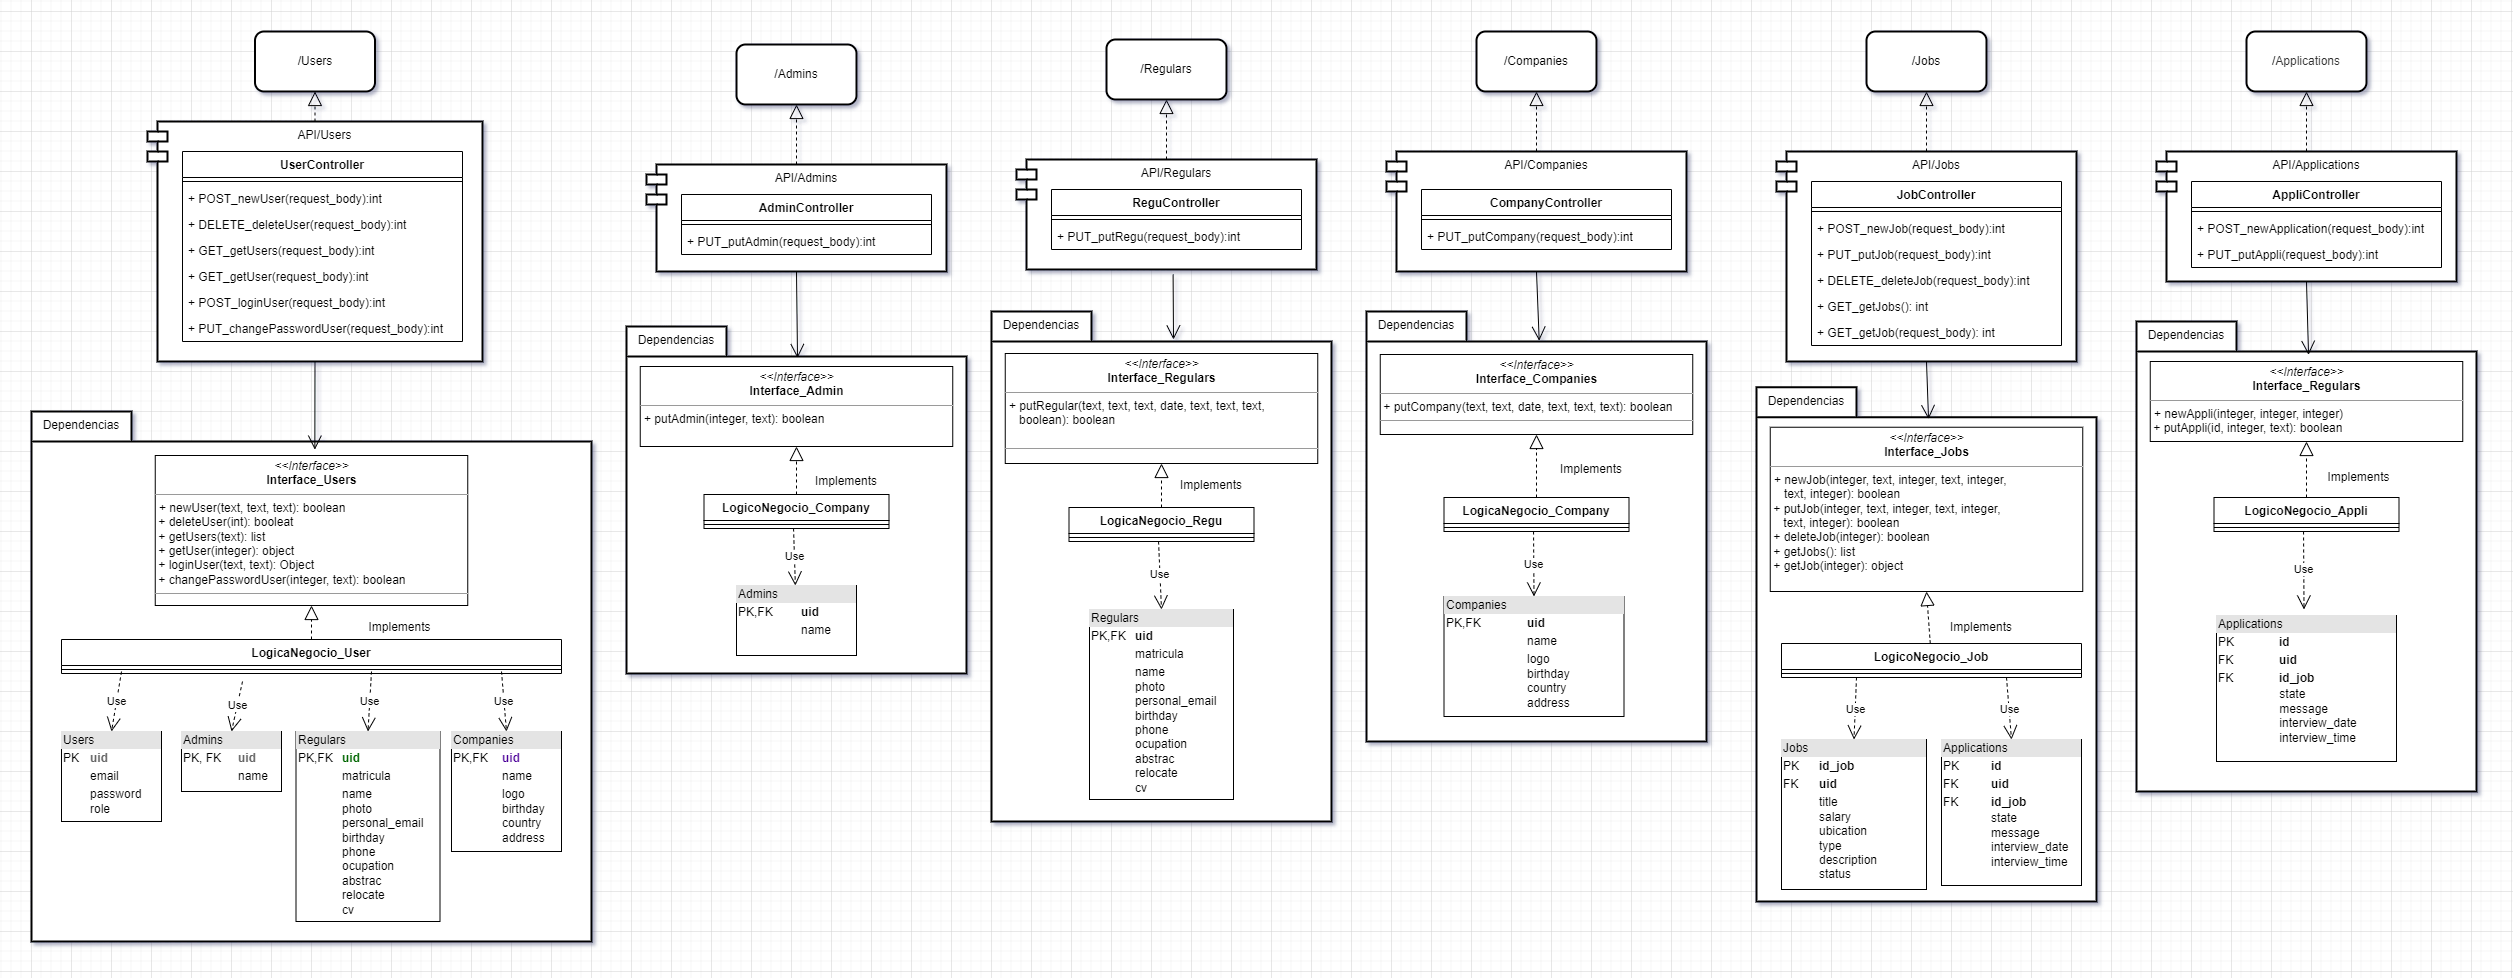 /Users
API/Users
UserController
+ POST_newUser(request_body):int
+ DELETE_deleteUser(request_body):int
+ GET_getUsers(request_body):int
+ GET_getUser(request_body):int
+ POST_loginUser(request_body):int
+ PUT_changePasswordUser(request_body):int
Dependencias
<<Interface>>
Interface_Users
+ newUser(text, text, text): boolean
+ deleteUser(int): booleat
+ getUsers(text): list
+ getUser(integer): object
+ loginUser(text, text): Object
+ changePasswordUser(integer, text): boolean
Implements
LogicaNegocio_User
Use
Use
Use
Use
Users
PK uid
email
password
role
Admins
PK, FK uid
name
Regulars
PK,FK uid
matricula
name
photo
personal_email
birthday
phone
ocupation
abstrac
relocate
cv
Companies
PK,FK uid
name
logo
birthday
country
address
/Admins
API/Admins
AdminController
+ PUT_putAdmin(request_body):int
Dependencias
<<Interface>>
Interface_Admin
+ putAdmin(integer, text): boolean
Implements
LogicoNegocio_Company
Use
Admins
PK,FK uid
name
/Regulars
API/Regulars
ReguController
+ PUT_putRegu(request_body):int
Dependencias
<<Interface>>
Interface_Regulars
+ putRegular(text, text, text, date, text, text, text,
boolean): boolean
Implements
LogicaNegocio_Regu
Use
Regulars
PK,FK uid
matricula
name
photo
personal_email
birthday
phone
ocupation
abstrac
relocate
cv
/Companies
API/Companies
CompanyController
+ PUT_putCompany(request_body):int
Dependencias
<<Interface>>
Interface_Companies
+ putCompany(text, text, date, text, text, text): boolean
Implements
LogicaNegocio_Company
Use
Companies
PK,FK uid
name
logo
birthday
country
address
/Jobs
API/Jobs
JobController
+ POST_newJob(request_body):int
+ PUT_putJob(request_body):int
+ DELETE_deleteJob(request_body):int
+ GET_getJobs(): int
+ GET_getJob(request_body): int
Dependencias
<<Interface>>
Interface_Jobs
+ newJob(integer, text, integer, text, integer,
text, integer): boolean
+ putJob(integer, text, integer, text, integer,
text, integer): boolean
+ deleteJob(integer): boolean
+ getJobs(): list
+ getJob(integer): object
Implements
LogicoNegocio_Job
Use
Use
Jobs
PK id_job
FK uid
title
salary
ubication
type
description
status
Applications
PK id
FK uid
FK id_job
state
message
interview_date
interview_time
/Applications
API/Applications
AppliController
+ POST_newApplication(request_body):int
+ PUT_putAppli(request_body):int
Dependencias
<<Interface>>
Interface_Regulars
+ newAppli(integer, integer, integer)
+ putAppli(id, integer, text): boolean
Implements
LogicoNegocio_Appli
Use
Applications
PK id
FK uid
FK id_job
state
message
interview_date
interview_time